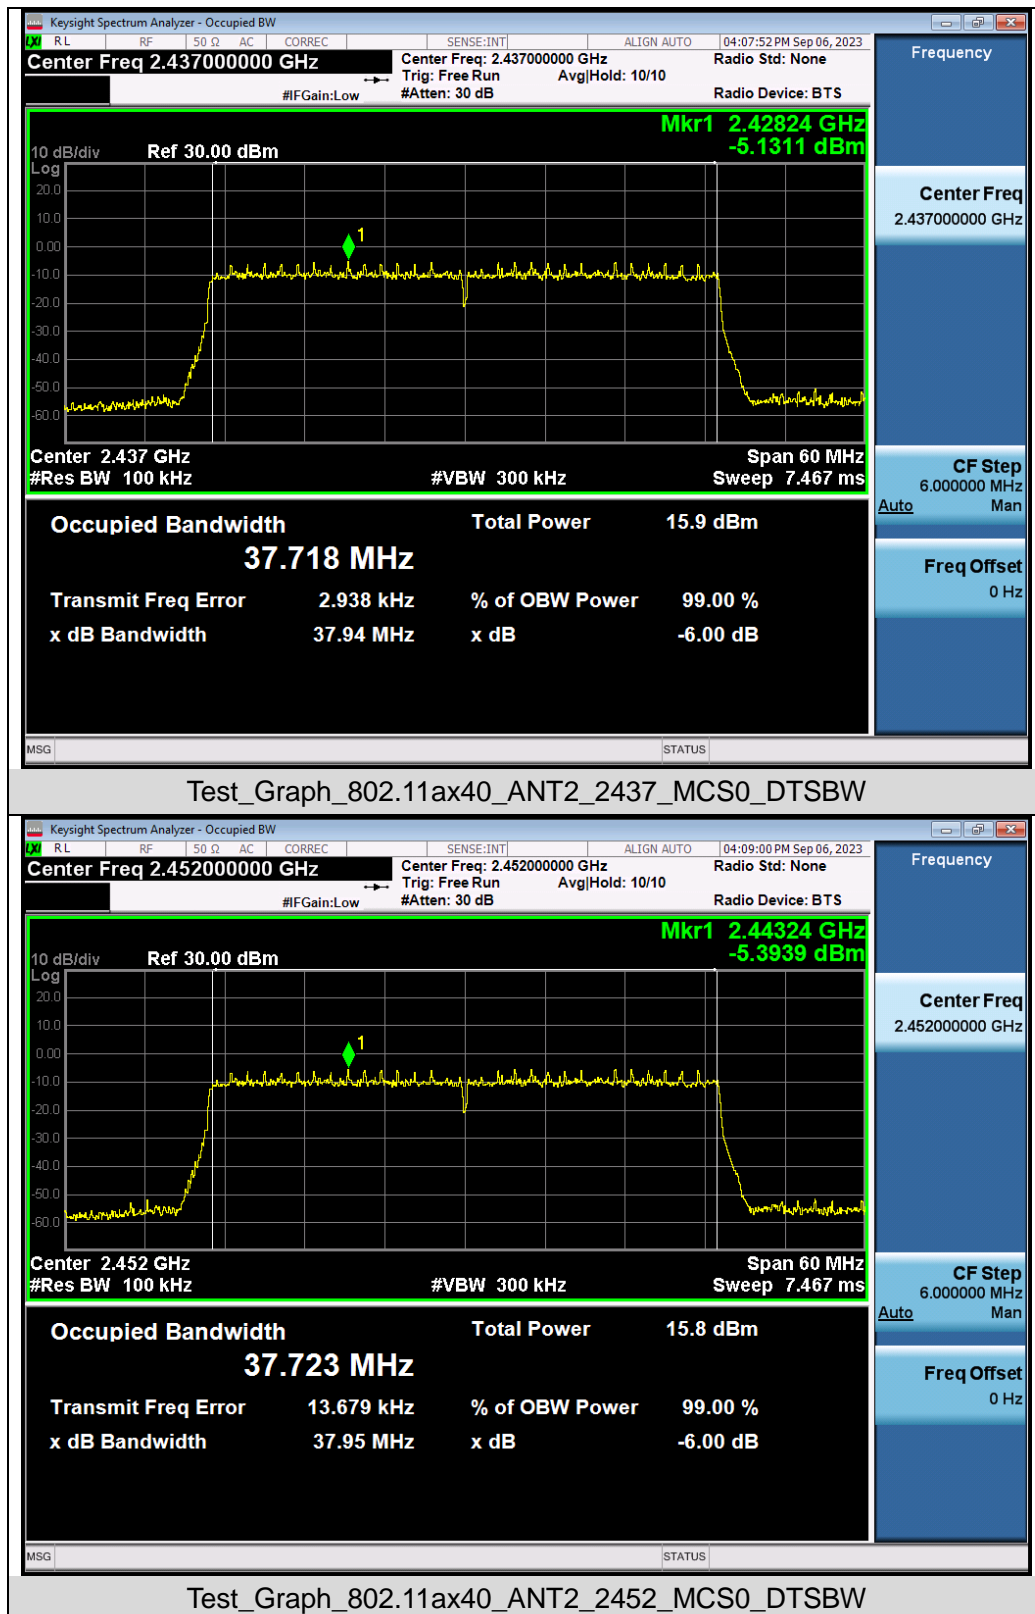 Keysight Spectrum Analyzer - Occupied BW
LXI RL RF 50 Ω AC CORREC SENSE:INT ALIGN AUTO 04:07:52 PM Sep 06, 2023
Center Freq 2.437000000 GHz
Center Freq: 2.437000000 GHz
Radio Std: None
Trig: Free Run Avg|Hold: 10/10
#IFGain:Low #Atten: 30 dB Radio Device: BTS
Frequency
Mkr1 2.42824 GHz
-5.1311 dBm
10 dB/div Ref 30.00 dBm
Log
20.0
10.0
0.00
-10.0
-20.0
-30.0
-40.0
-50.0
-60.0
1
Center 2.437 GHz Span 60 MHz
#Res BW 100 kHz #VBW 300 kHz Sweep 7.467 ms
Center Freq
2.437000000 GHz
CF Step
6.000000 MHz
Auto Man
Freq Offset
0 Hz
Occupied Bandwidth Total Power 15.9 dBm
37.718 MHz
Transmit Freq Error 2.938 kHz % of OBW Power 99.00 %
x dB Bandwidth 37.94 MHz x dB -6.00 dB
MSG STATUS
Test_Graph_802.11ax40_ANT2_2437_MCS0_DTSBW
Keysight Spectrum Analyzer - Occupied BW
LXI RL RF 50 Ω AC CORREC SENSE:INT ALIGN AUTO 04:09:00 PM Sep 06, 2023
Center Freq 2.452000000 GHz
Center Freq: 2.452000000 GHz
Radio Std: None
Trig: Free Run Avg|Hold: 10/10
#IFGain:Low #Atten: 30 dB Radio Device: BTS
Frequency
Mkr1 2.44324 GHz
-5.3939 dBm
10 dB/div Ref 30.00 dBm
Log
20.0
10.0
0.00
-10.0
-20.0
-30.0
-40.0
-50.0
-60.0
1
Center 2.452 GHz Span 60 MHz
#Res BW 100 kHz #VBW 300 kHz Sweep 7.467 ms
Center Freq
2.452000000 GHz
CF Step
6.000000 MHz
Auto Man
Freq Offset
0 Hz
Occupied Bandwidth Total Power 15.8 dBm
37.723 MHz
Transmit Freq Error 13.679 kHz % of OBW Power 99.00 %
x dB Bandwidth 37.95 MHz x dB -6.00 dB
MSG STATUS
Test_Graph_802.11ax40_ANT2_2452_MCS0_DTSBW